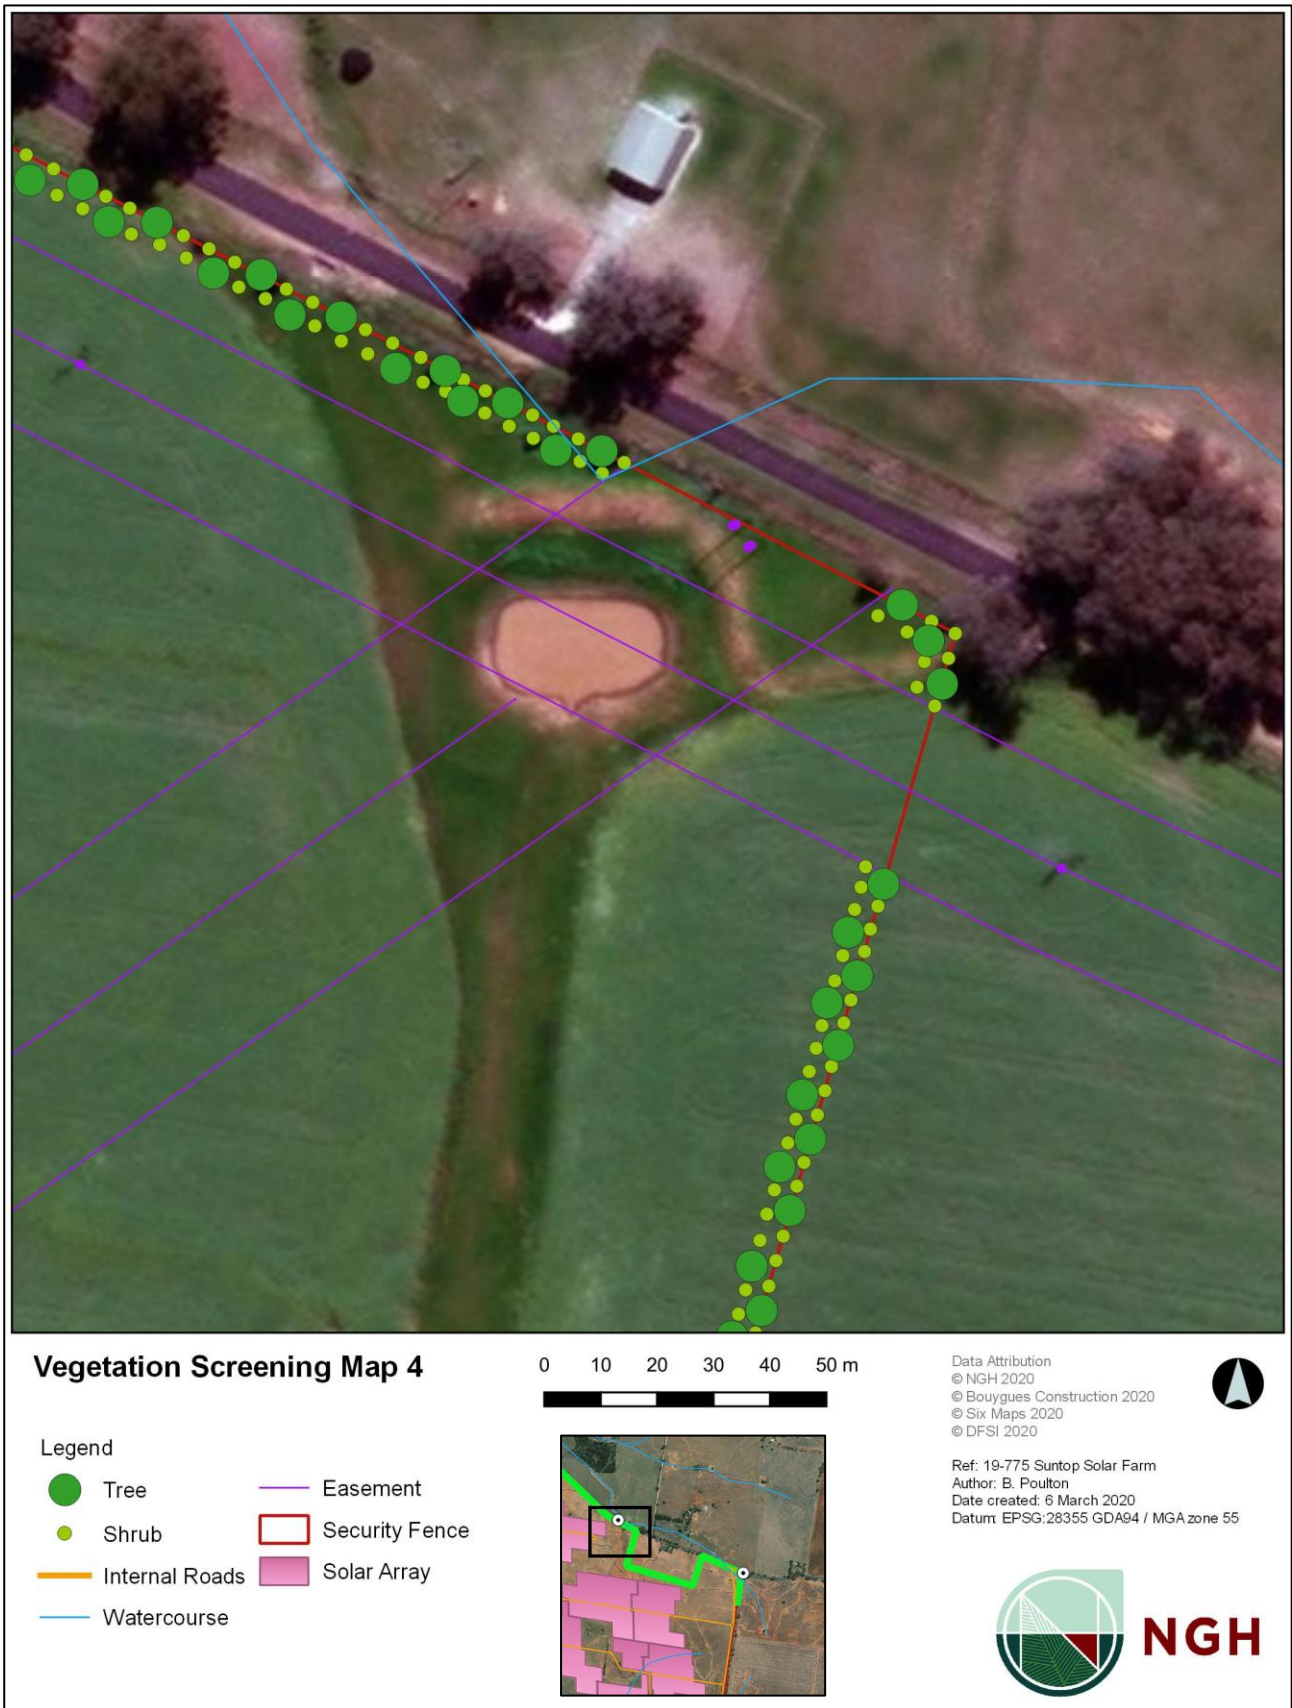 Vegetation Screening Map 4
0 10 20 30 40 50 m
Legend
Tree
Shrub
Internal Roads
Watercourse
Easement
Security Fence
Solar Array
Data Attribution
© NGH 2020
© Bouygues Construction 2020
© Six Maps 2020
© DFSI 2020
Ref: 19-775 Suntop Solar Farm
Author: B. Poulton
Date created: 6 March 2020
Datum: EPSG:28355 GDA94 / MGA zone 55
NGH